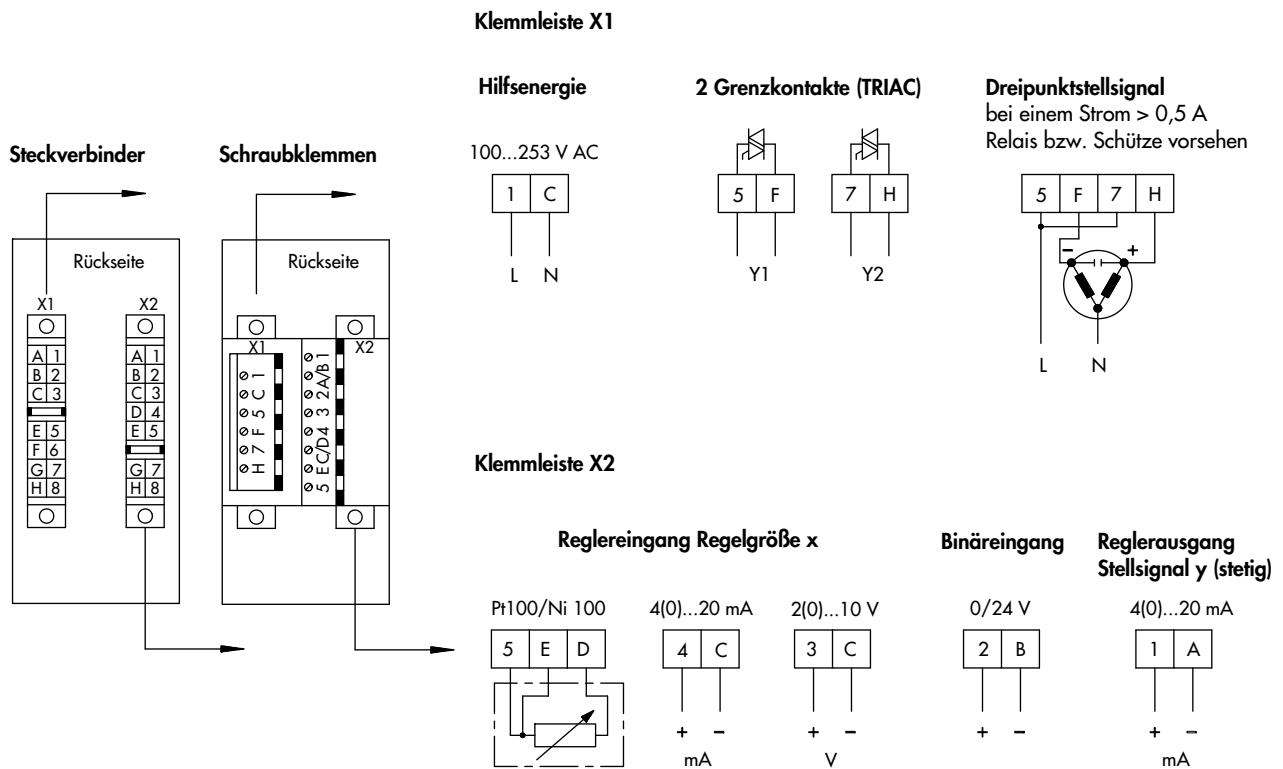 Klemmleiste X1
Hilfsenergie
100...253 V AC
1 C
L N
2 Grenzkontakte (TRIAC)
5 F
Y1
7 H
Y2
Dreipunktstellsignal
bei einem Strom > 0,5 A
Relais bzw. Schütze vorsehen
5 F 7 H
– +
L N
Steckverbinder
Rückseite
X1
A 1
B 2
C 3
E 5
F 6
G 7
H 8
X2
A 1
B 2
C 3
D 4
E 5
G 7
H 8
Schraubklemmen
Rückseite
X1
H 7 F 5 C 1
5 EC/D4 3 2A/B1
X2
Klemmleiste X2
Reglereingang Regelgröße x
Pt100/Ni 100
5 E D
4(0)...20 mA
4 C
+ –
mA
2(0)...10 V
3 C
+ –
V
Binäreingang
0/24 V
2 B
+ –
Reglerausgang
Stellsignal y (stetig)
4(0)...20 mA
1 A
+ –
mA